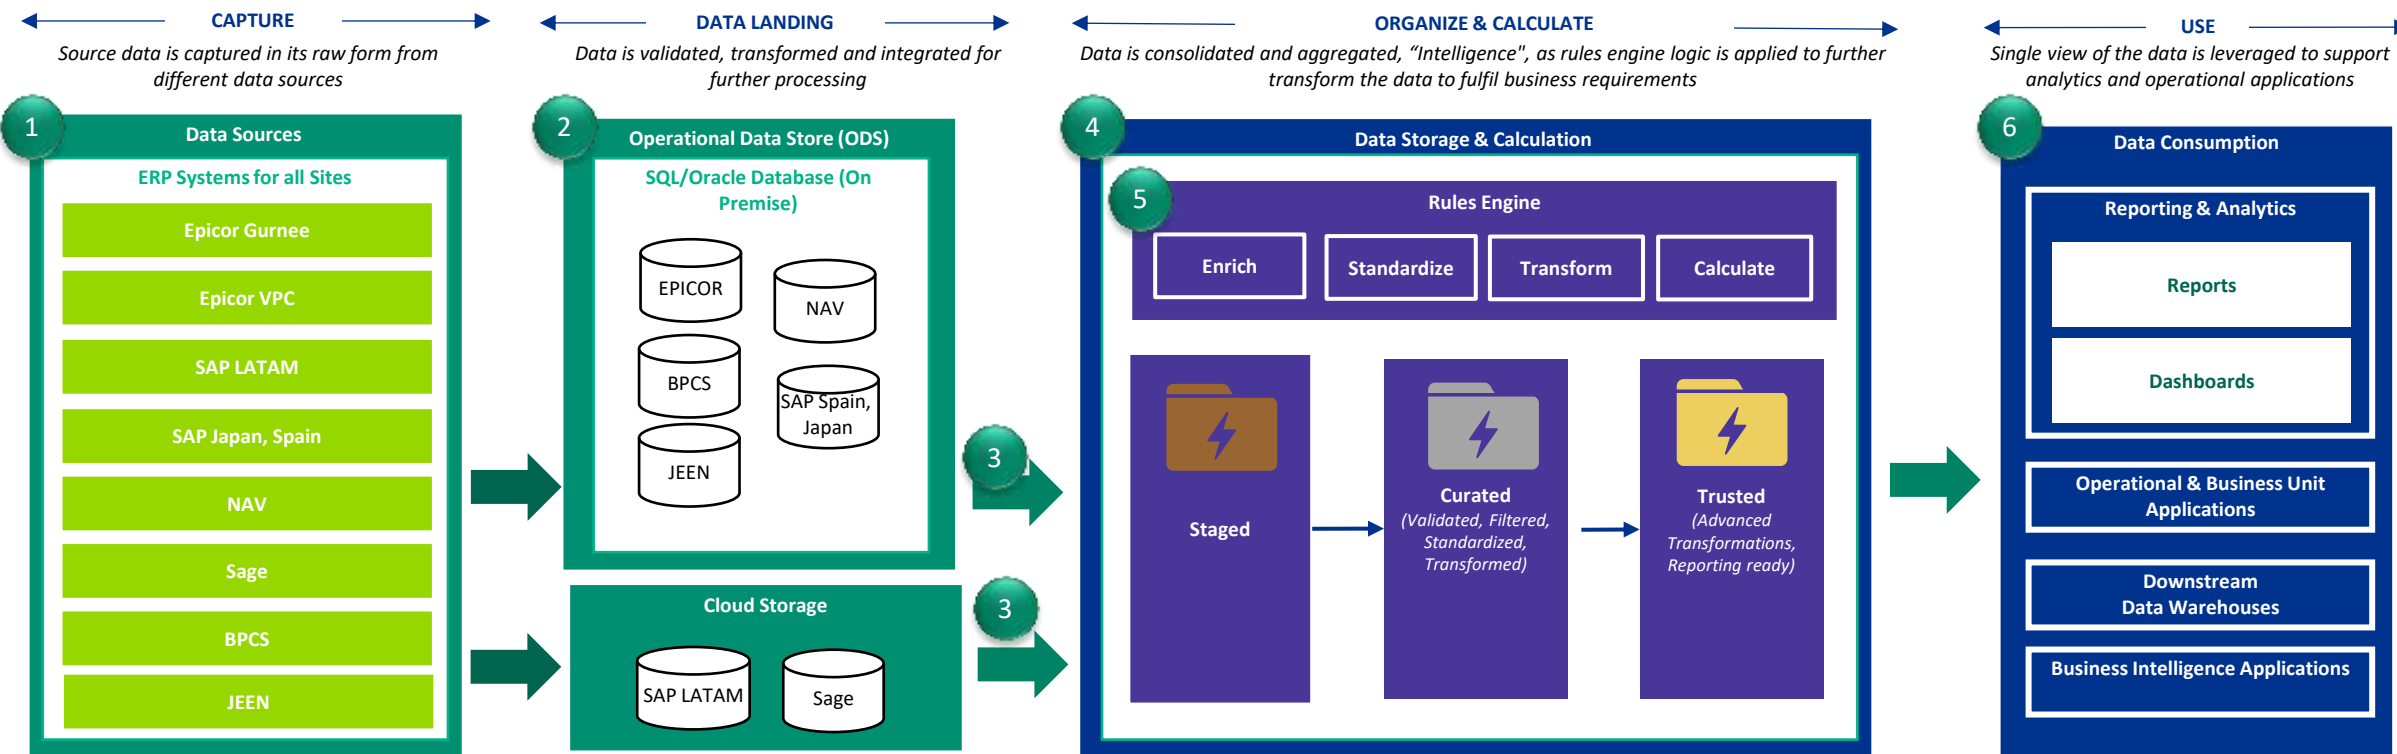 CAPTURE
Source data is captured in its raw form from
different data sources
DATA LANDING
Data is validated, transformed and integrated for
further processing
ORGANIZE & CALCULATE
Data is consolidated and aggregated, “Intelligence", as rules engine logic is applied to further
transform the data to fulfil business requirements
USE
Single view of the data is leveraged to support
analytics and operational applications
1
Data Sources
ERP Systems for all Sites
Epicor Gurnee
Epicor VPC
SAP LATAM
SAP Japan, Spain
NAV
Sage
BPCS
JEEN
2
Operational Data Store (ODS)
SQL/Oracle Database (On
Premise)
EPICOR
NAV
BPCS
SAP Spain,
Japan
JEEN
3
Cloud Storage
SAP LATAM
Sage
3
4
Data Storage & Calculation
5
Rules Engine
Enrich
Standardize
Transform
Calculate
Staged
Curated
(Validated, Filtered,
Standardized,
Transformed)
Trusted
(Advanced
Transformations,
Reporting ready)
6
Data Consumption
Reporting & Analytics
Reports
Dashboards
Operational & Business Unit
Applications
Downstream
Data Warehouses
Business Intelligence Applications